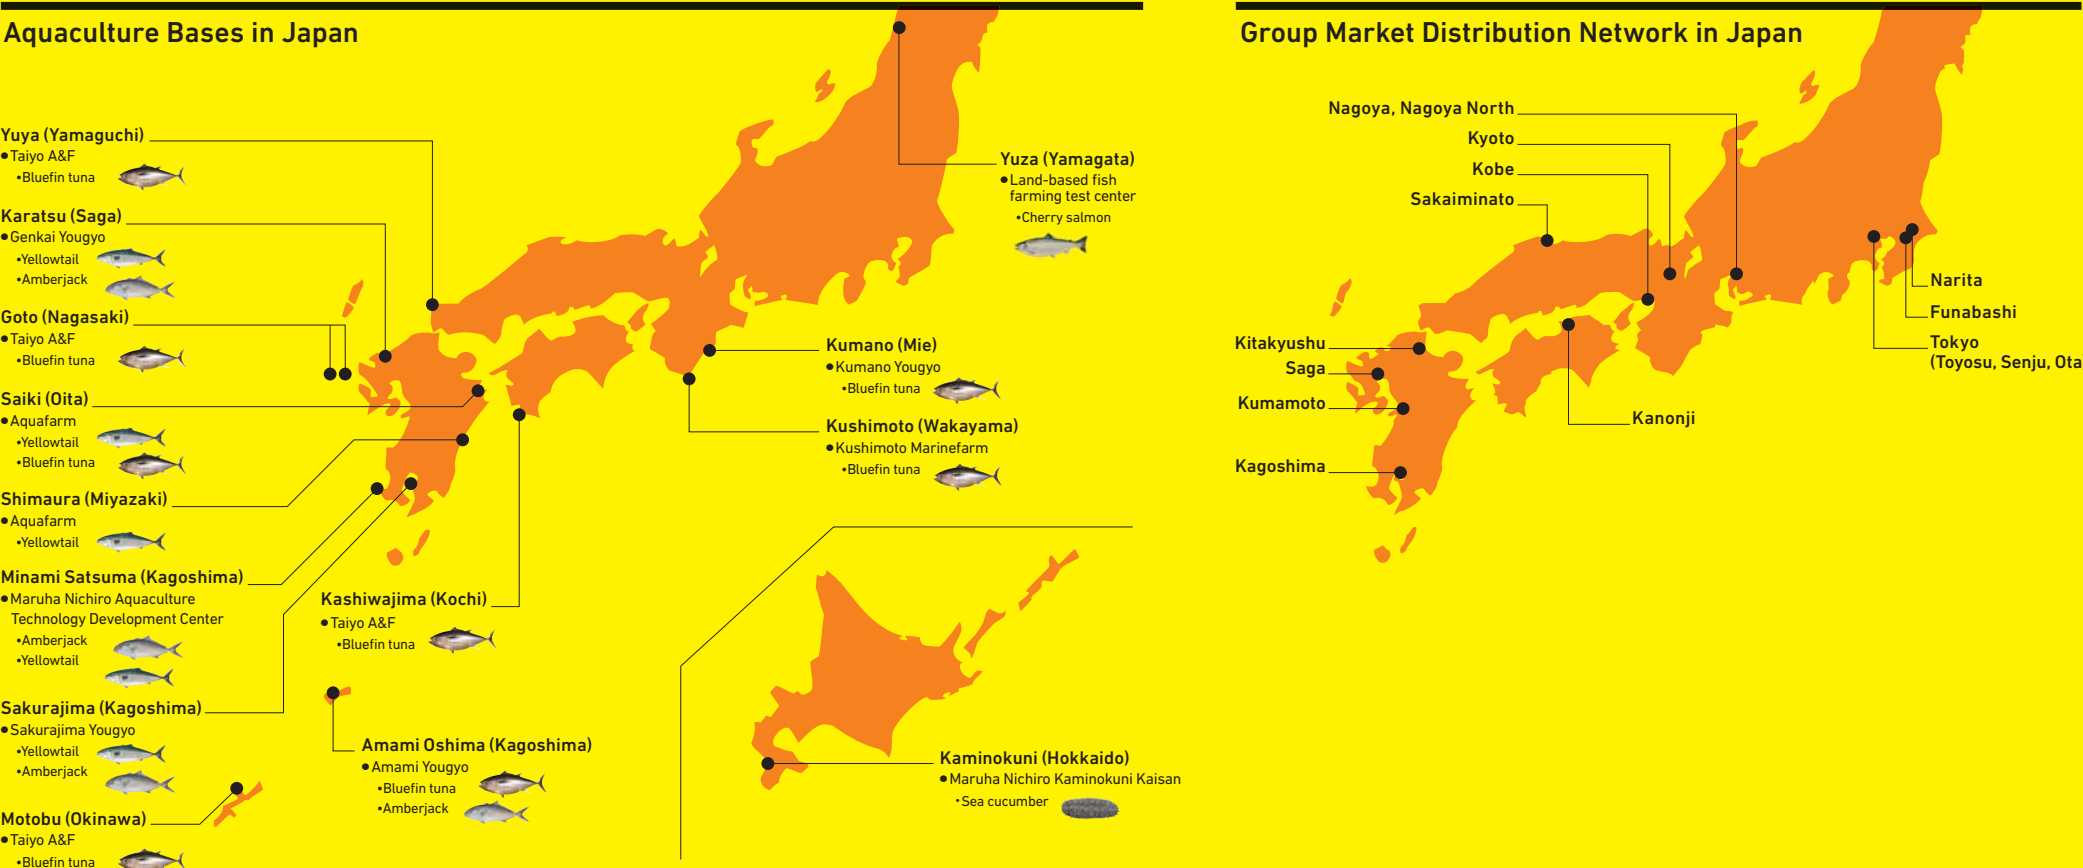 Aquaculture Bases in Japan
Yuya (Yamaguchi)
●Taiyo A&F
•Bluefin tuna
Karatsu (Saga)
●Genkai Yougyo
•Yellowtail
•Amberjack
Goto (Nagasaki)
●Taiyo A&F
•Bluefin tuna
Saiki (Oita)
●Aquafarm
•Yellowtail
•Bluefin tuna
Shimaura (Miyazaki)
●Aquafarm
•Yellowtail
Minami Satsuma (Kagoshima)
●Maruha Nichiro Aquaculture
Technology Development Center
•Amberjack
•Yellowtail
Sakurajima (Kagoshima)
●Sakurajima Yougyo
•Yellowtail
•Amberjack
Motobu (Okinawa)
●Taiyo A&F
•Bluefin tuna
Kashiwajima (Kochi)
●Taiyo A&F
•Bluefin tuna
Amami Oshima (Kagoshima)
●Amami Yougyo
•Bluefin tuna
•Amberjack
Yuza (Yamagata)
●Land-based fish
farming test center
•Cherry salmon
Kumano (Mie)
●Kumano Yougyo
•Bluefin tuna
Kushimoto (Wakayama)
●Kushimoto Marinefarm
•Bluefin tuna
Kaminokuni (Hokkaido)
●Maruha Nichiro Kaminokuni Kaisan
•Sea cucumber
Group Market Distribution Network in Japan
Nagoya, Nagoya North
Kyoto
Kobe
Sakaiminato
Kitakyushu
Saga
Kumamoto
Kagoshima
Kanonji
Narita
Funabashi
Tokyo
(Toyosu, Senju, Ota